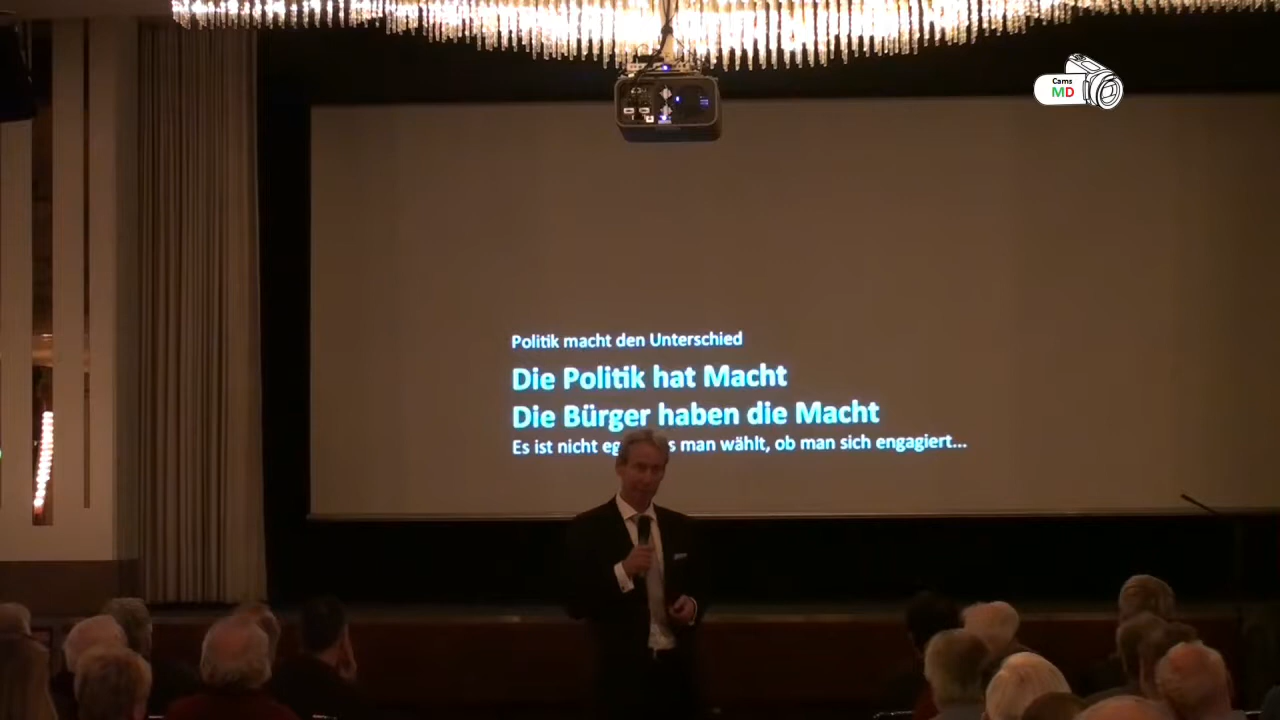 Cams
MD
Politik macht den Unterschied
Die Politik hat Macht
Die Bürger haben die Macht
Es ist nicht man wählt, ob man sich engagiert...